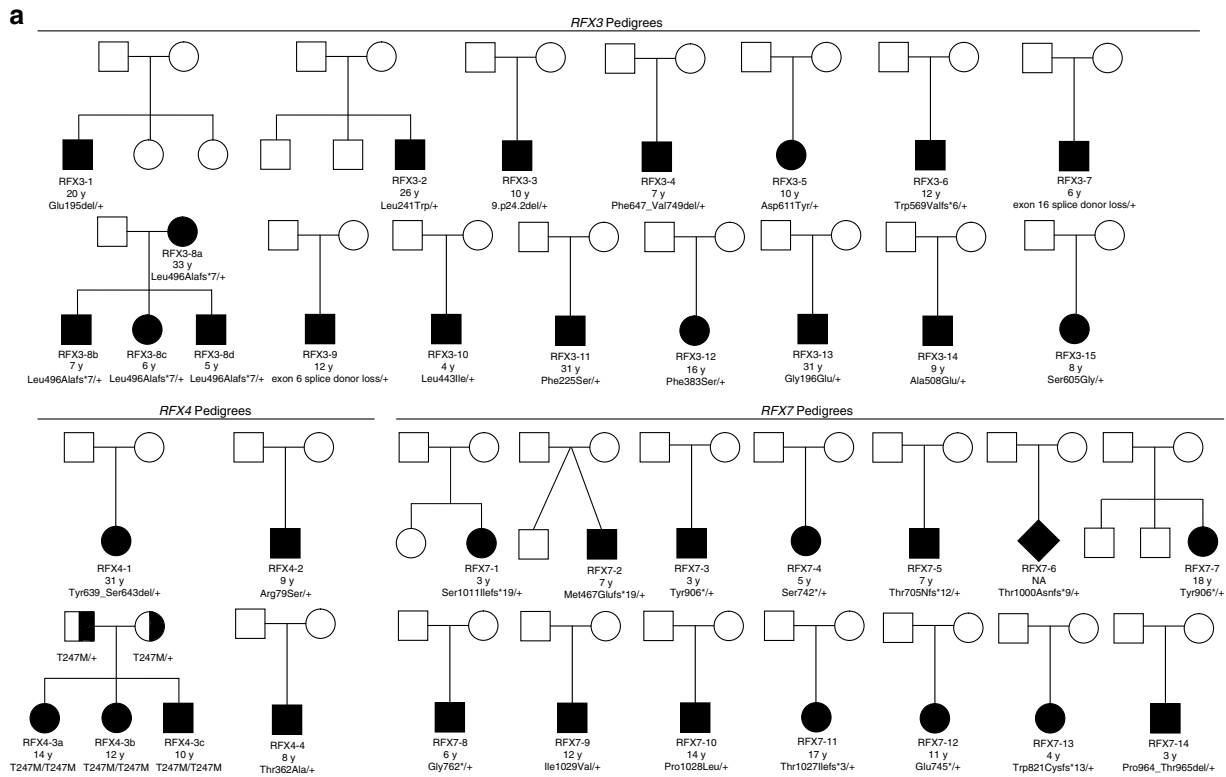 a
RFX3 Pedigrees
RFX3-1
20 y
Glu195del/+
RFX3-2
26 y
Leu241Trp/+
RFX3-3
10 y
9.p24.2del/+
RFX3-4
7 y
Phe647_Val749del/+
RFX3-5
10 y
Asp611Tyr/+
RFX3-6
12 y
Trp569Valfs*6/+
RFX3-7
6 y
exon 16 splice donor loss/+
RFX3-8a
33 y
Leu496Alafs*7/+
RFX3-8b
7 y
Leu496Alafs*7/+
RFX3-8c
6 y
Leu496Alafs*7/+
RFX3-8d
5 y
Leu496Alafs*7/+
RFX3-9
12 y
exon 6 splice donor loss/+
RFX3-10
4 y
Leu443Ile/+
RFX3-11
31 y
Phe225Ser/+
RFX3-12
16 y
Phe383Ser/+
RFX3-13
31 y
Gly196Glu/+
RFX3-14
9 y
Ala508Glu/+
RFX3-15
8 y
Ser605Gly/+
RFX4 Pedigrees
RFX4-1
31 y
Tyr639_Ser643del/+
RFX4-2
9 y
Arg79Ser/+
T247M/+
T247M/+
RFX4-3a
14 y
T247M/T247M
RFX4-3b
12 y
T247M/T247M
RFX4-3c
10 y
T247M/T247M
RFX4-4
8 y
Thr362Ala/+
RFX7 Pedigrees
RFX7-1
3 y
Ser1011Ilefs*19/+
RFX7-2
7 y
Met467Glufs*19/+
RFX7-3
3 y
Tyr906*/+
RFX7-4
5 y
Ser742*/+
RFX7-5
7 y
Thr705Nfs*12/+
RFX7-6
NA
Thr1000Asnfs*9/+
RFX7-7
18 y
Tyr906*/+
RFX7-8
6 y
Gly762*/+
RFX7-9
12 y
Ile1029Val/+
RFX7-10
14 y
Pro1028Leu/+
RFX7-11
17 y
Thr1027Ilefs*3/+
RFX7-12
11 y
Glu745*/+
RFX7-13
4 y
Trp821Cysfs*13/+
RFX7-14
3 y
Pro964_Thr965del/+